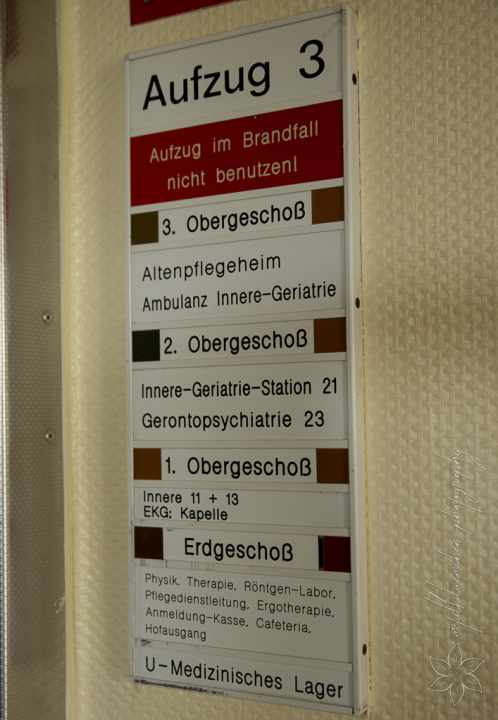 Aufzug 3
Aufzug im Brandfall
nicht benutzen!
3. Obergeschoß
Altenpflegeheim
Ambulanz Innere-Geriatrie
2. Obergeschoß
Innere-Geriatrie-Station 21
Gerontopsychiatrie 23
1. Obergeschoß
Innere 11 + 13
EKG; Kapelle
Erdgeschoß
Physik. Therapie, Röntgen-Labor,
Pflegedienstleitung, Ergotherapie,
Anmeldung-Kasse, Cafeteria,
Hofausgang
U-Medizinisches Lager